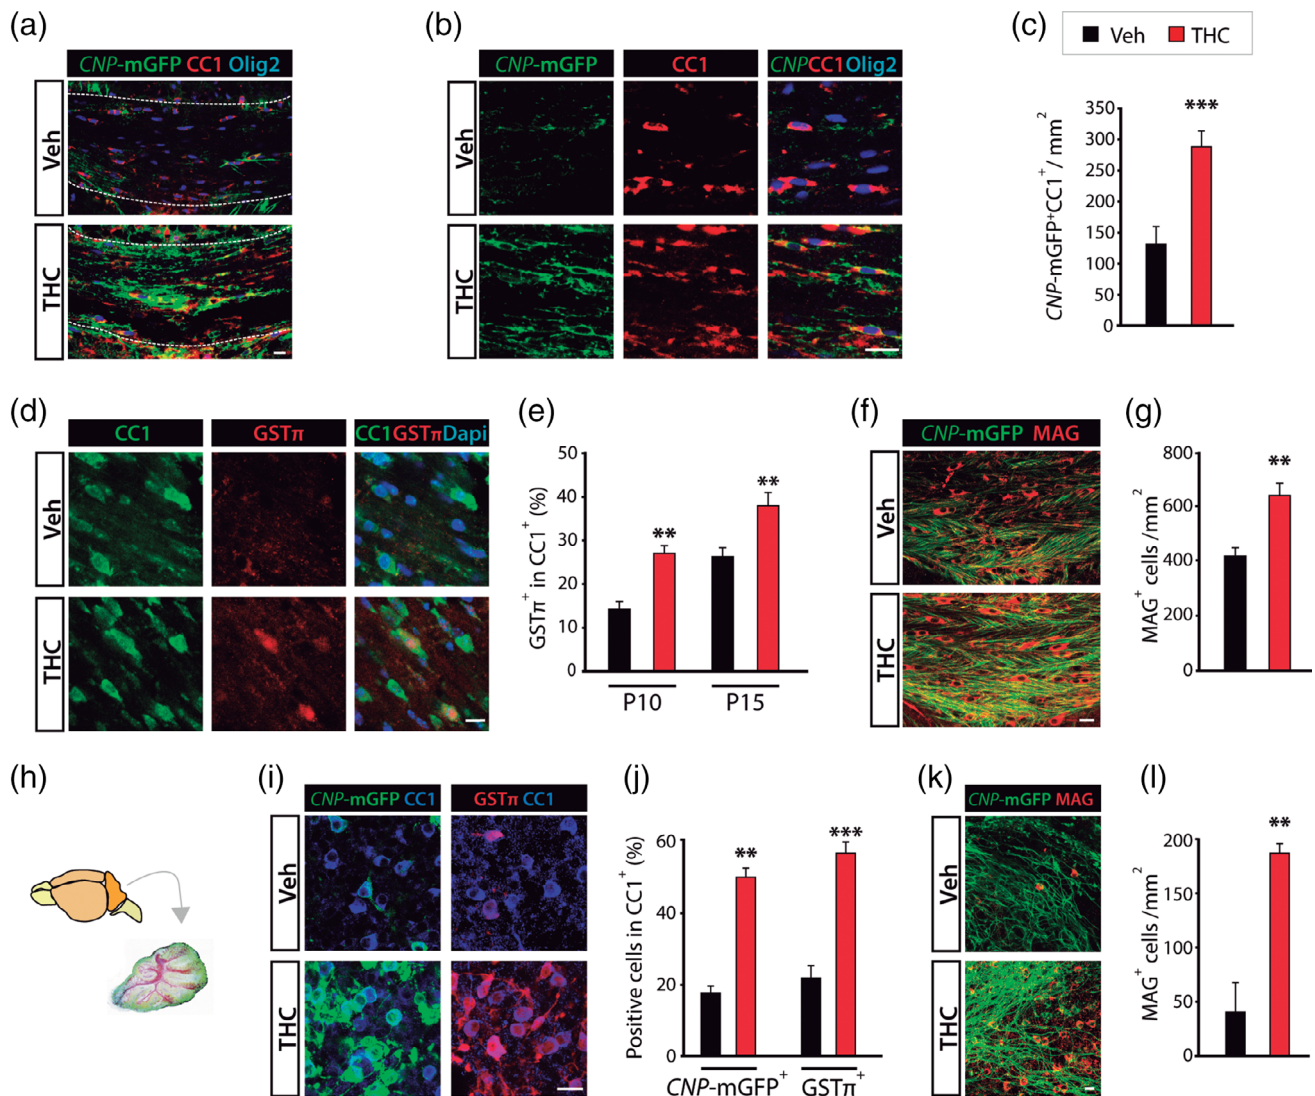 (a)
CNP-mGFP CC1 Olig2
Veh
THC
(b)
CNP-mGFP
CC1
CNPCC1Olig2
Veh
THC
(c)
Veh
THC
CNP-mGFP⁺CC1⁺/ mm²
350
300
250
200
150
100
50
0
***
(d)
CC1
GSTπ
CC1GSTπDapi
Veh
THC
(e)
GSTπ⁺ in CC1⁺ (%)
50
40
30
20
10
0
**
**
P10
P15
(f)
CNP-mGFP MAG
Veh
THC
(g)
MAG⁺ cells /mm²
800
600
400
200
0
**
(h)
(i)
CNP-mGFP CC1
GSTπ CC1
Veh
THC
(j)
Positive cells in CC1⁺ (%)
60
40
20
0
**
***
CNP-mGFP⁺
GSTπ⁺
(k)
CNP-mGFP MAG
Veh
THC
(l)
MAG⁺ cells /mm²
200
150
100
50
0
**